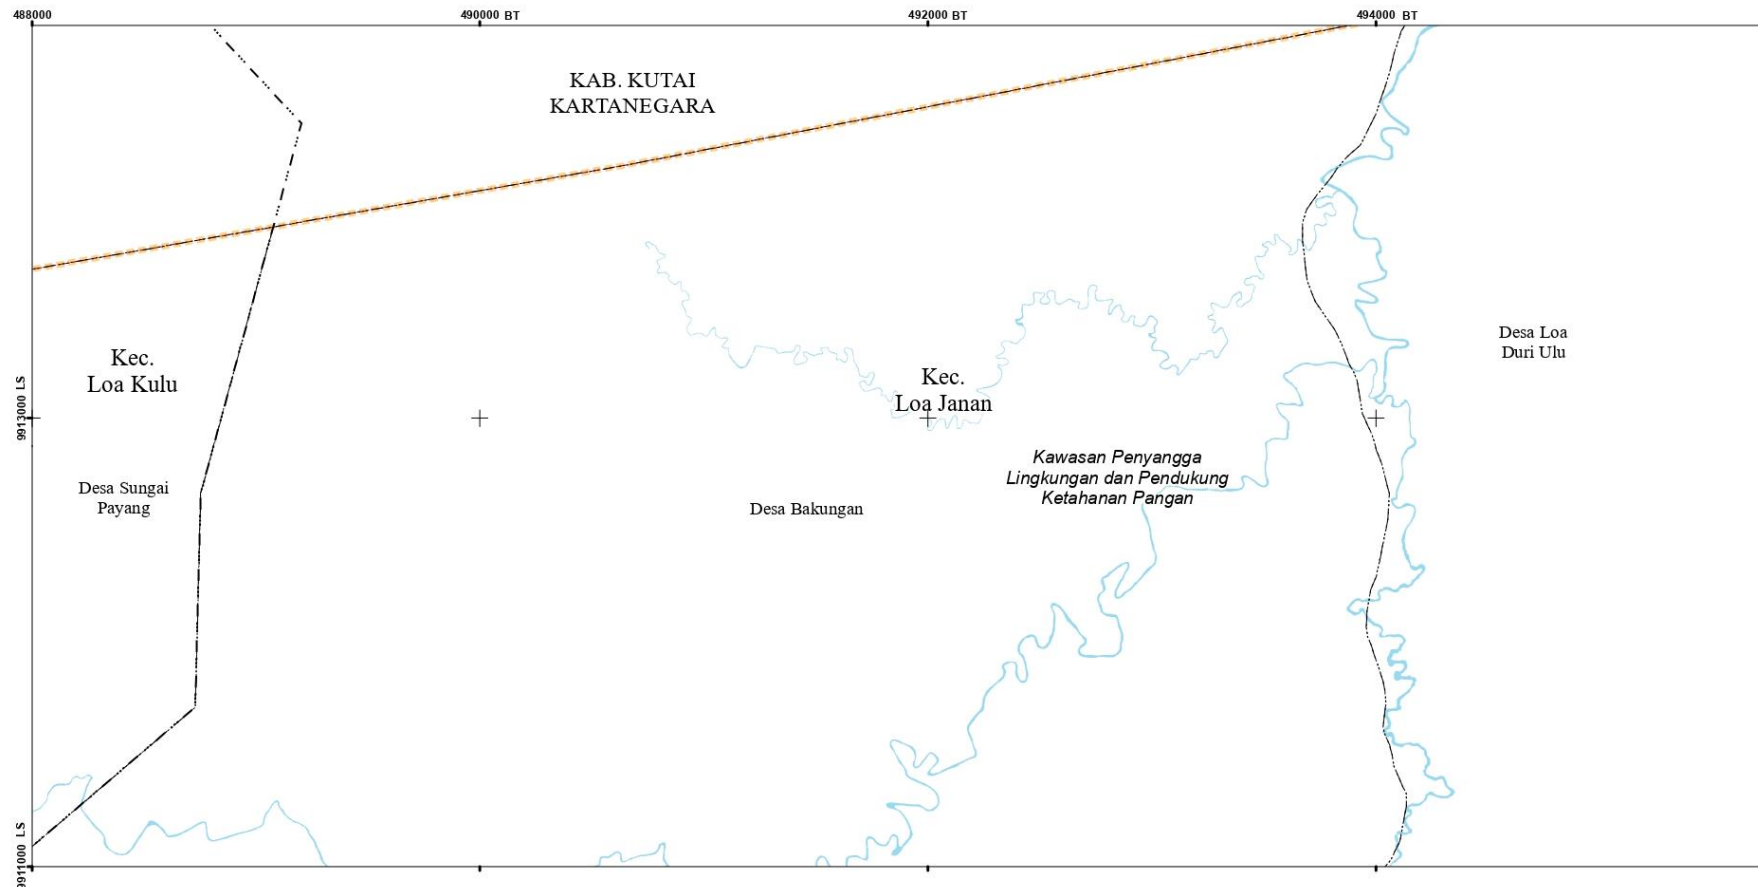 488000
490000 BT
492000 BT
494000 BT
KAB. KUTAI
KARTANEGARA
Desa Loa
Duri Ulu
Kec.
Loa Kulu
Kec.
Loa Janan
9913000 LS
Kawasan Penyangga
Lingkungan dan Pendukung
Ketahanan Pangan
Desa Sungai
Payang
Desa Bakungan
9911000 LS